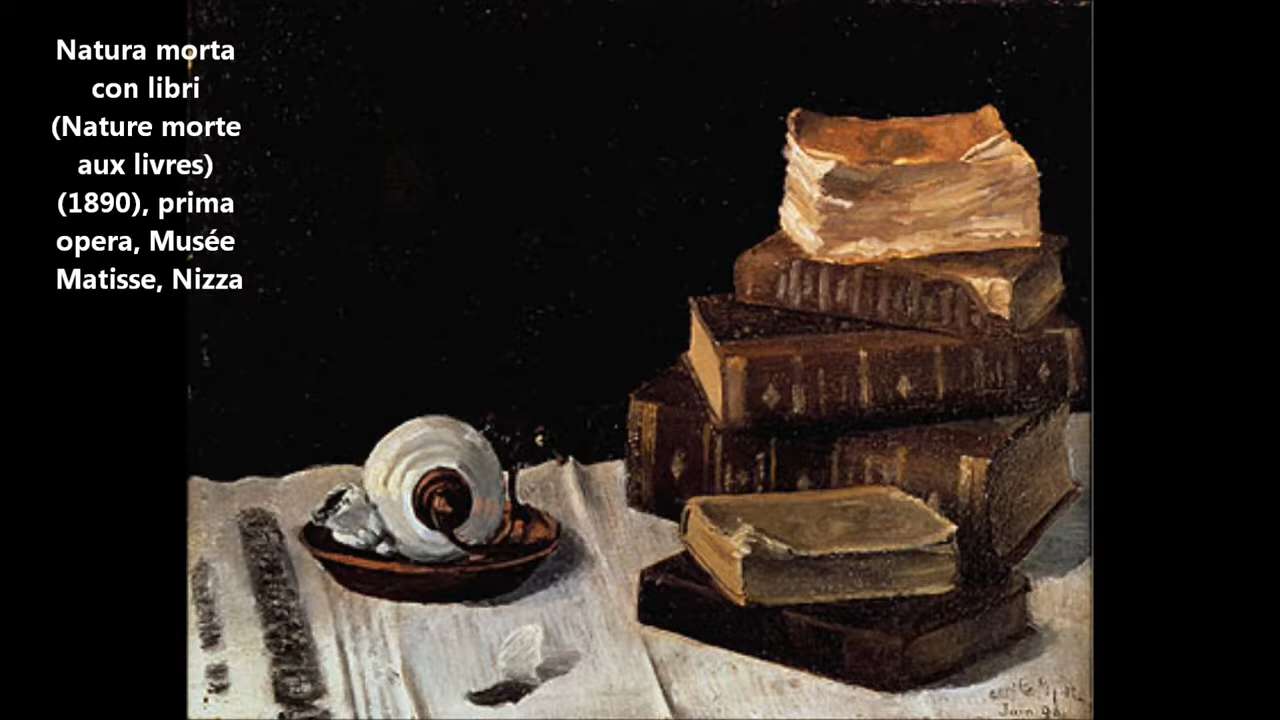 Natura morta
con libri
(Nature morte
aux livres)
(1890), prima
opera, Musée
Matisse, Nizza